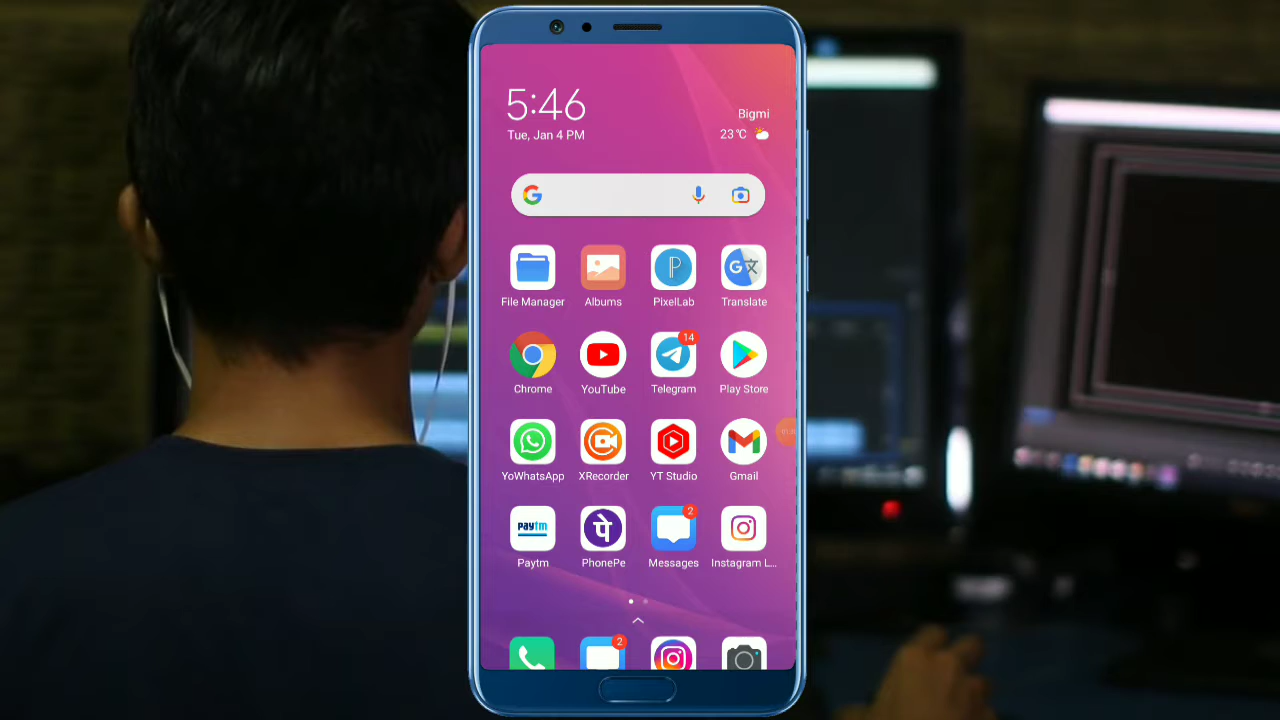 5:46
Tue, Jan 4 PM
Bigmi
23℃
File Manager
Albums
PixelLab
Translate
Chrome
YouTube
14
Telegram
Play Store
YoWhatsApp
XRecorder
YT Studio
Gmail
Paytm
Paytm
पे
PhonePe
2
Messages
Instagram L...
2